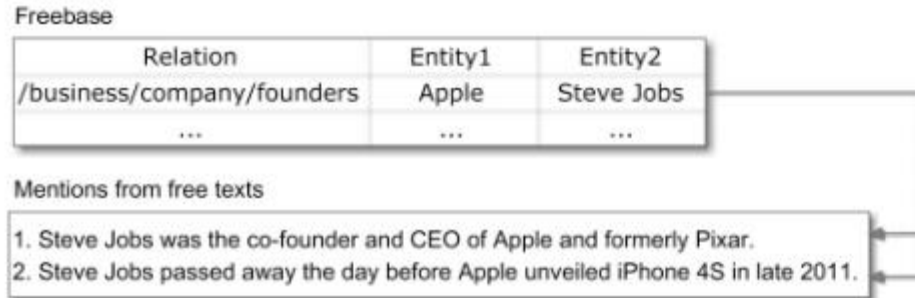 Freebase
Relation Entity1 Entity2
/business/company/founders Apple Steve Jobs
... ... ...
Mentions from free texts
1. Steve Jobs was the co-founder and CEO of Apple and formerly Pixar.
2. Steve Jobs passed away the day before Apple unveiled iPhone 4S in late 2011.